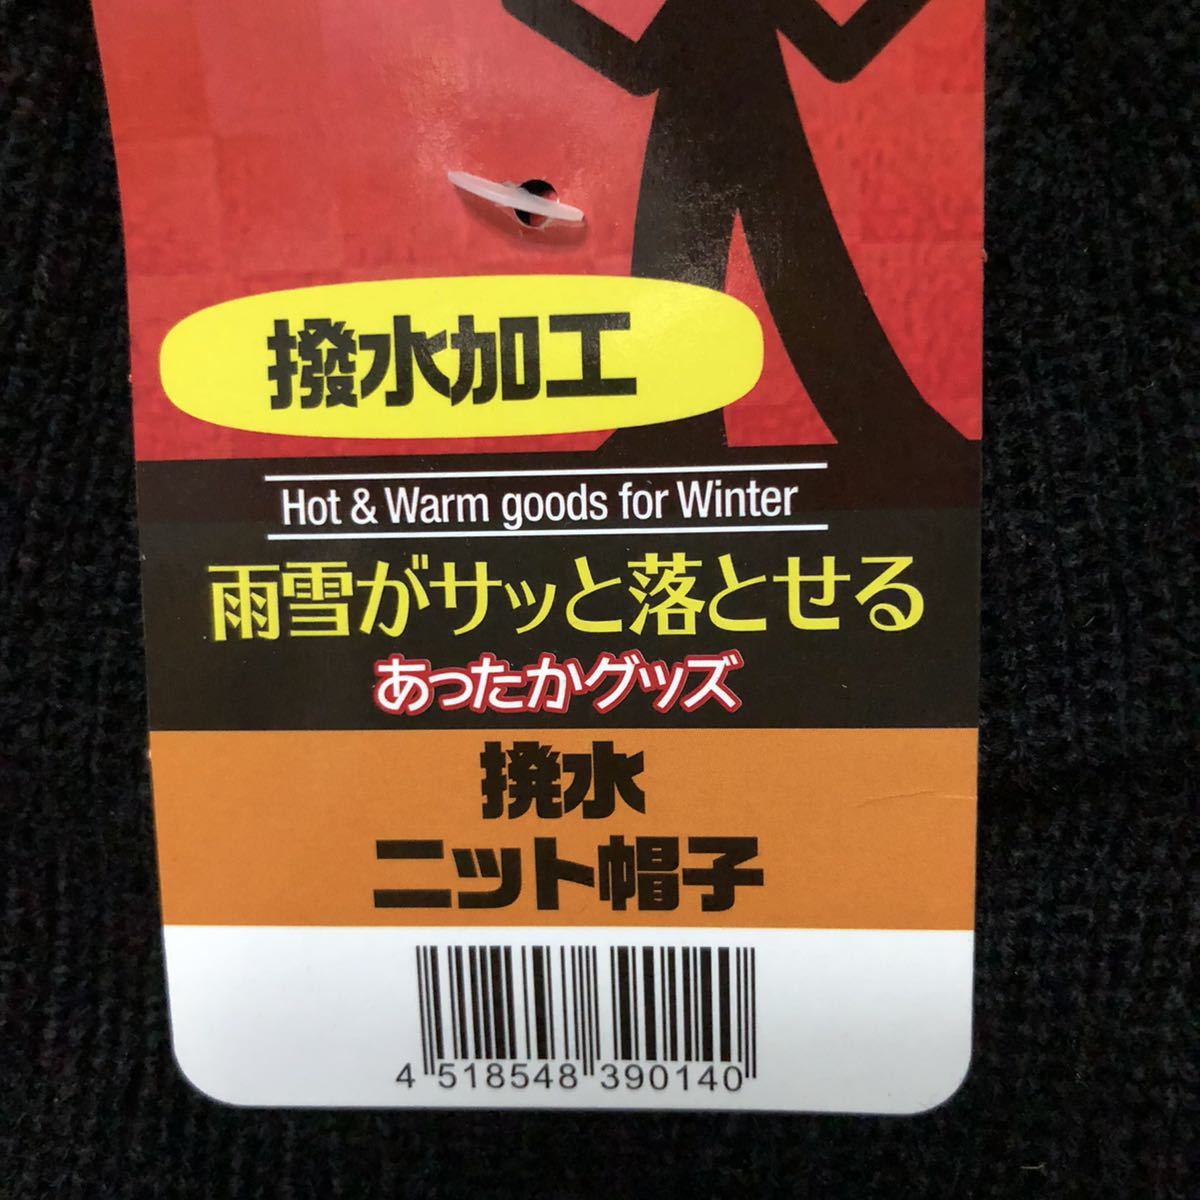 撥水加工
Hot & Warm goods for Winter
雨雪がサッと落とせる
あったかグッズ
撥水
ニット帽子
4 518548 390140